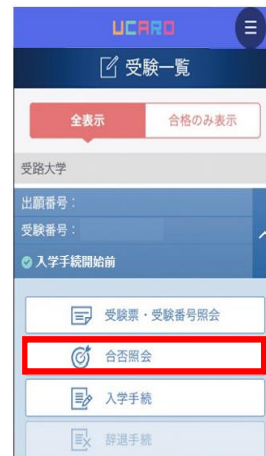 UCARO
受験一覧
全表示
合格のみ表示
受路大学
出願番号：
受験番号：
入学手続開始前
受験票・受験番号照会
合否照会
入学手続
辞退手続